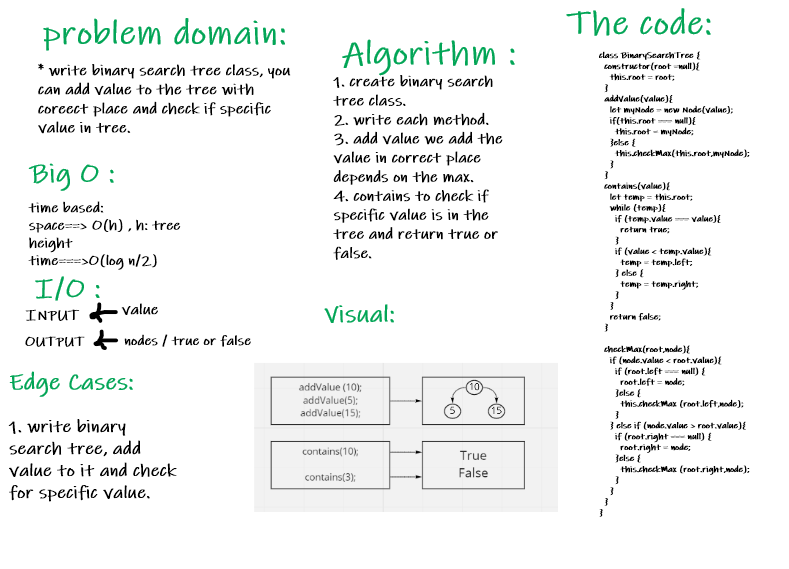 problem domain:
* write binary search tree class, you
can add value to the tree with
coreect place and check if specific
value in tree.
Big O :
time based:
space==> O(h) , h: tree
height
time===>O(log n/2)
I/O :
INPUT value
OUTPUT nodes / true or false
Edge Cases:
1. write binary
search tree, add
value to it and check
for specific value.
Algorithm :
1. create binary search
tree class.
2. write each method.
3. add value we add the
value in correct place
depends on the max.
4. contains to check if
specific value is in the
tree and return true or
false.
Visual:
addValue (10);
addValue(5);
addValue(15);
10
5 15
contains(10);
contains(3);
True
False
The code:
class BinarySearchTree {
constructor(root =null){
this.root = root;
}
addValue(value){
let myNode = new Node(value);
if(this.root === null){
this.root = myNode;
}else {
this.checkMax(this.root,myNode);
}
}
contains(value){
let temp = this.root;
while (temp){
if (temp.value === value){
return true;
}
if (value < temp.value){
temp = temp.left;
} else {
temp = temp.right;
}
}
return false;
}
checkMax(root,node){
if (node.value < root.value){
if (root.left === null) {
root.left = node;
}else {
this.checkMax (root.left,node);
}
} else if (node.value > root.value){
if (root.right === null) {
root.right = node;
}else {
this.checkMax (root.right,node);
}
}
}
}